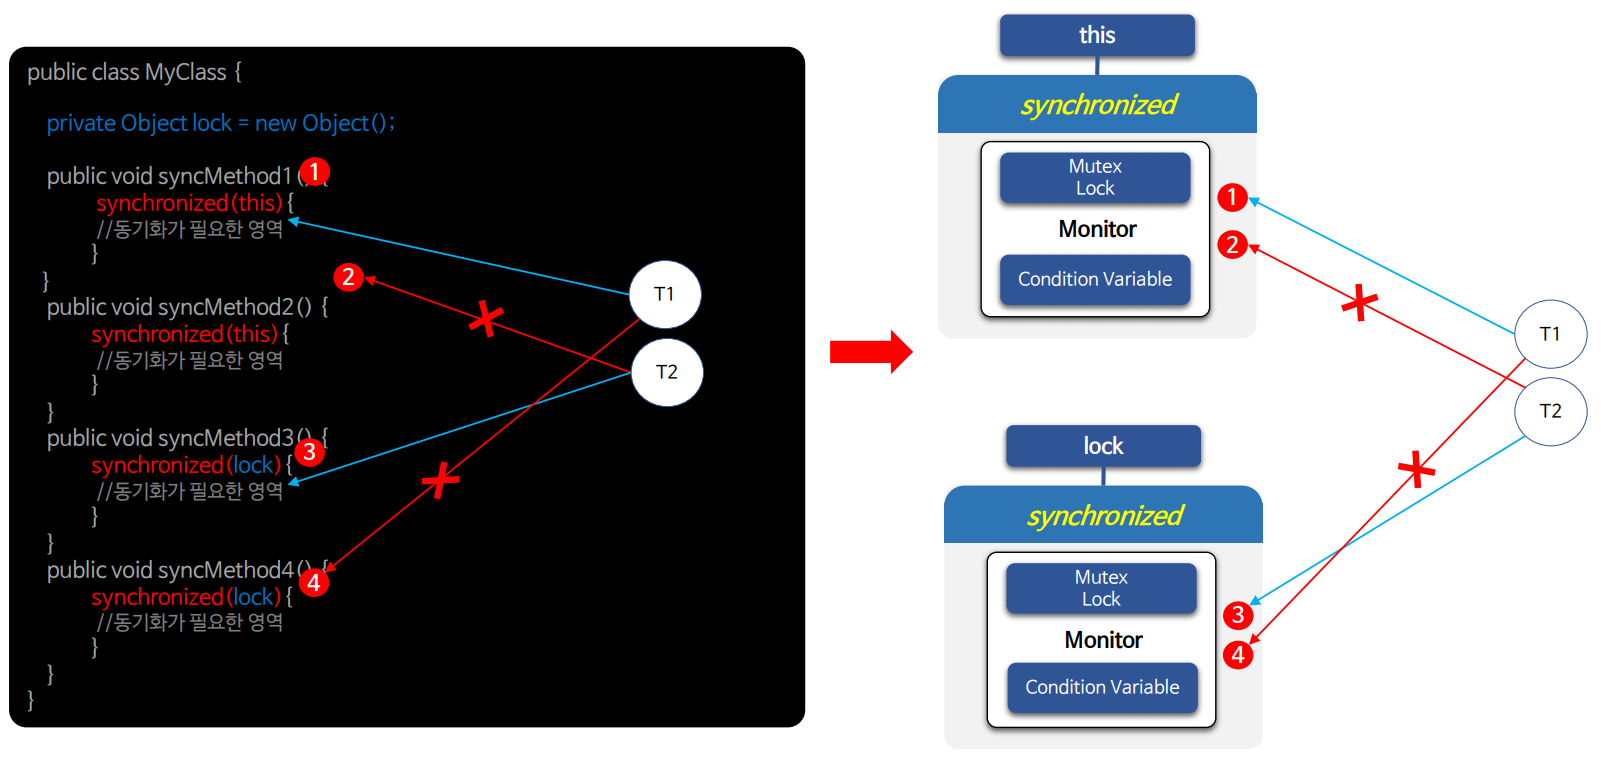 public class MyClass {
private Object lock = new Object();
public void syncMethod1() {
1
synchronized(this) {
//동기화가 필요한 영역
}
}
2
public void syncMethod2() {
synchronized(this) {
//동기화가 필요한 영역
}
}
public void syncMethod3() {
3
synchronized(lock) {
//동기화가 필요한 영역
}
}
public void syncMethod4() {
4
synchronized(lock) {
//동기화가 필요한 영역
}
}
}
T1
T2
this
synchronized
Mutex
Lock
Monitor
Condition Variable
1
2
lock
synchronized
Mutex
Lock
Monitor
Condition Variable
3
4
T1
T2